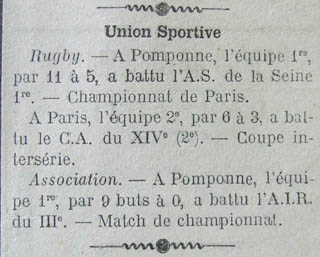 Union Sportive
Rugby. — A Pomponne, l'équipe 1re,
par 11 à 5, a battu l'A.S. de la Seine
1re. — Championnat de Paris.
A Paris, l'équipe 2e, par 6 à 3, a bat-
tu le C.A. du XIVe (2e). — Coupe in-
tersérie.
Association. — A Pomponne, l'équi-
pe 1re, par 9 buts à 0, a battu l'A.I.R.
du IIIe. — Match de championnat.